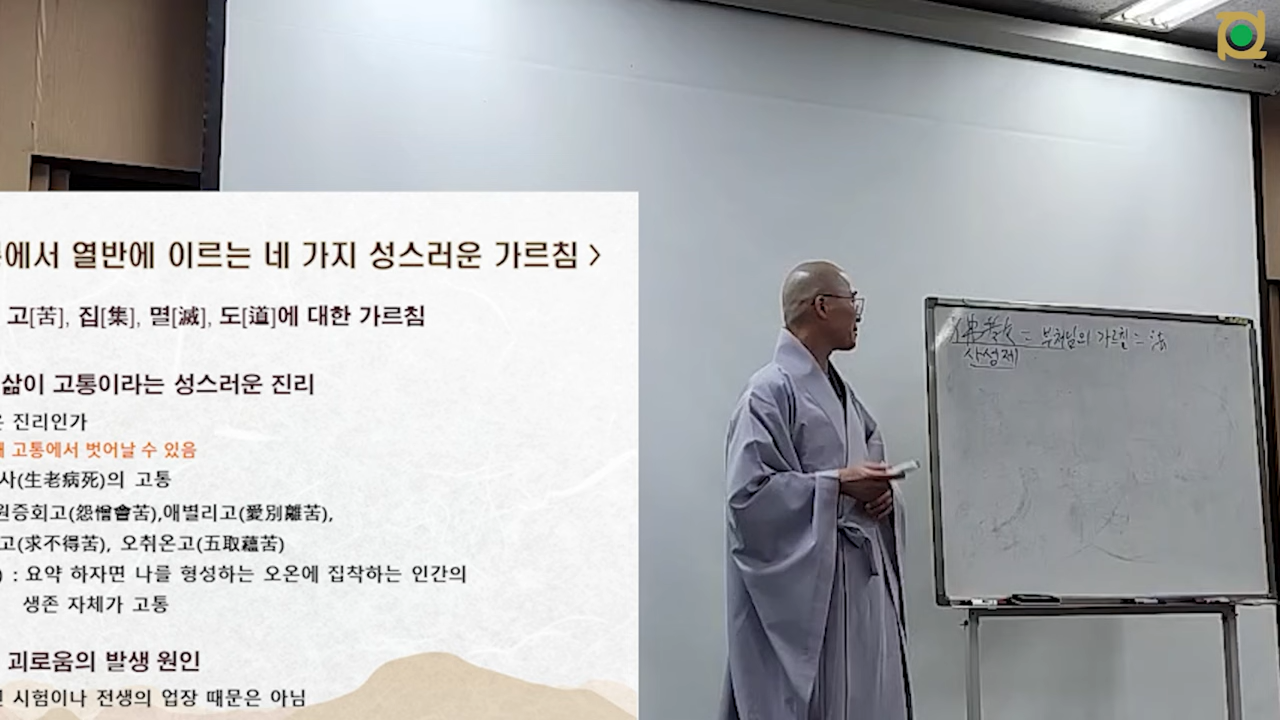 에서 열반에 이르는 네 가지 성스러운 가르침 >
고[苦], 집[集], 멸[滅], 도[道]에 대한 가르침
삶이 고통이라는 성스러운 진리
진리인가
고통에서 벗어날 수 있음
사(生老病死)의 고통
원증회고(怨憎會苦),애별리고(愛別離苦),
고(求不得苦), 오취온고(五取蘊苦)
) : 요약 하자면 나를 형성하는 오온에 집착하는 인간의
생존 자체가 고통
괴로움의 발생 원인
시험이나 전생의 업장 때문은 아님
佛敎 = 부처님의 가르침 = 法
사성제